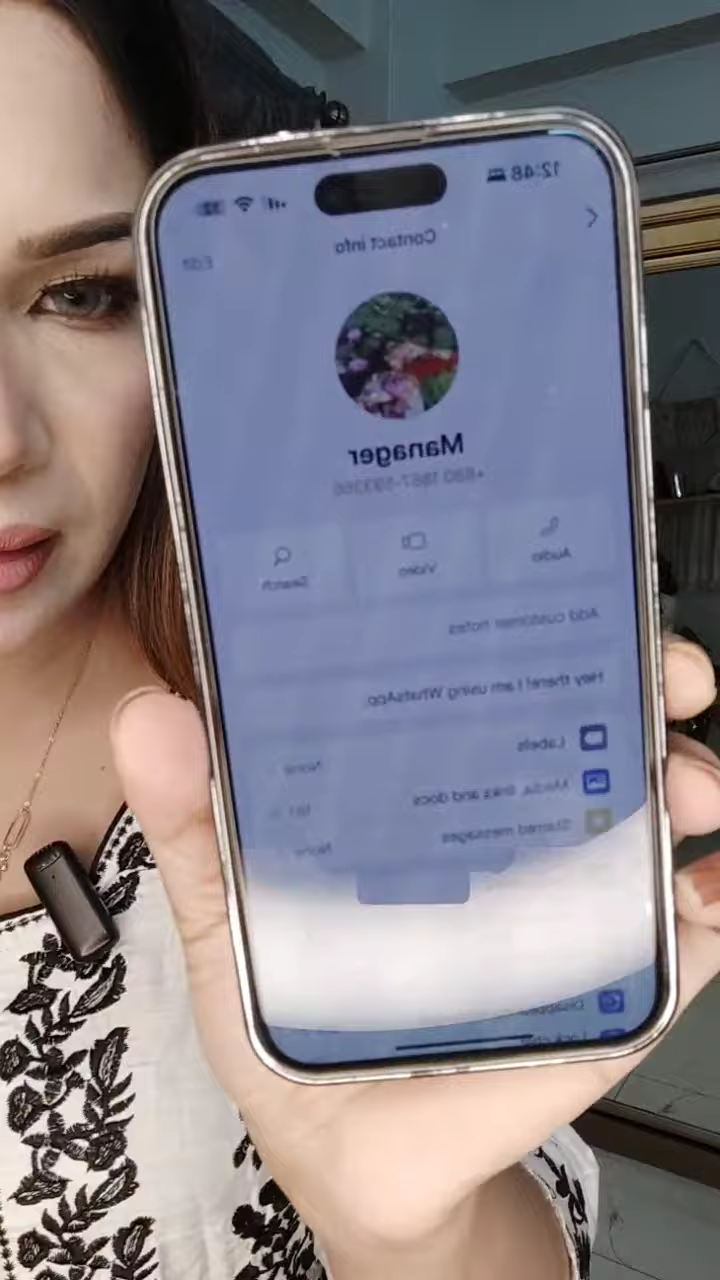 12:48
Contact info
Edit
Manager
Audio
Video
Search
Add customer notes
Hey there! I am using WhatsApp.
Labels
None
Media, links and docs
Starred messages
None